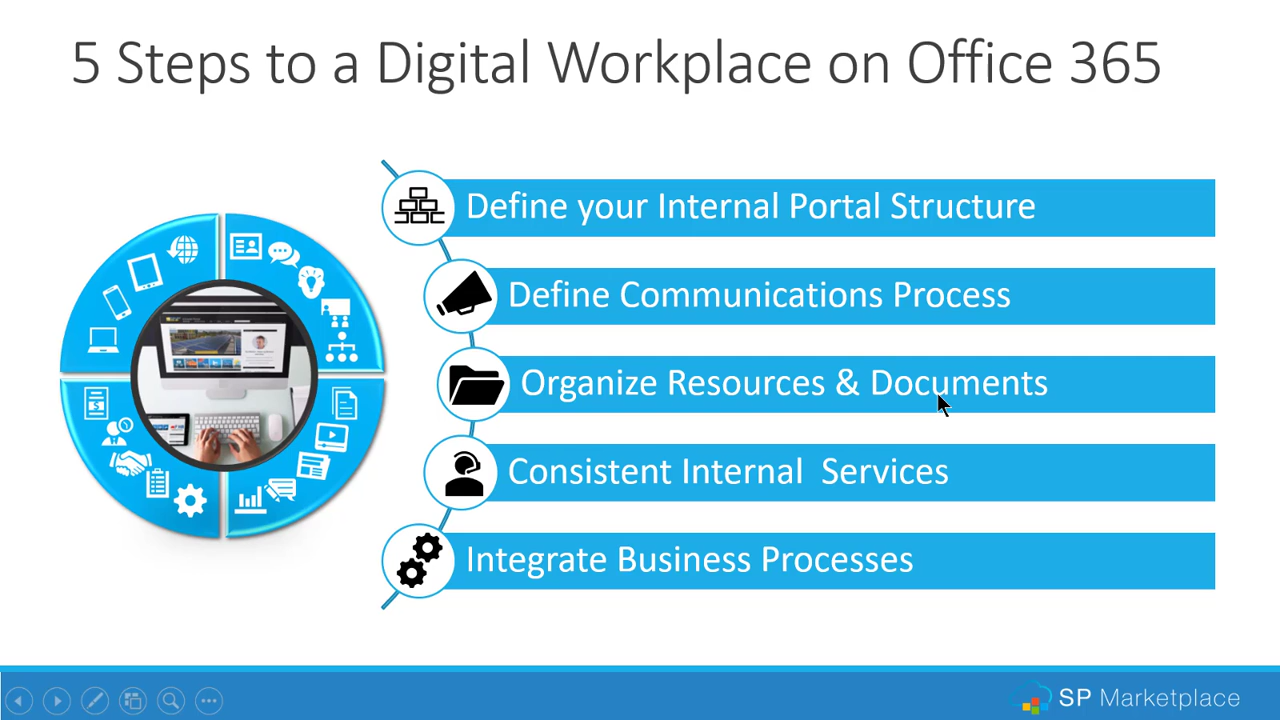 5 Steps to a Digital Workplace on Office 365
Define your Internal Portal Structure
Define Communications Process
Organize Resources & Documents
Consistent Internal Services
Integrate Business Processes
SP Marketplace